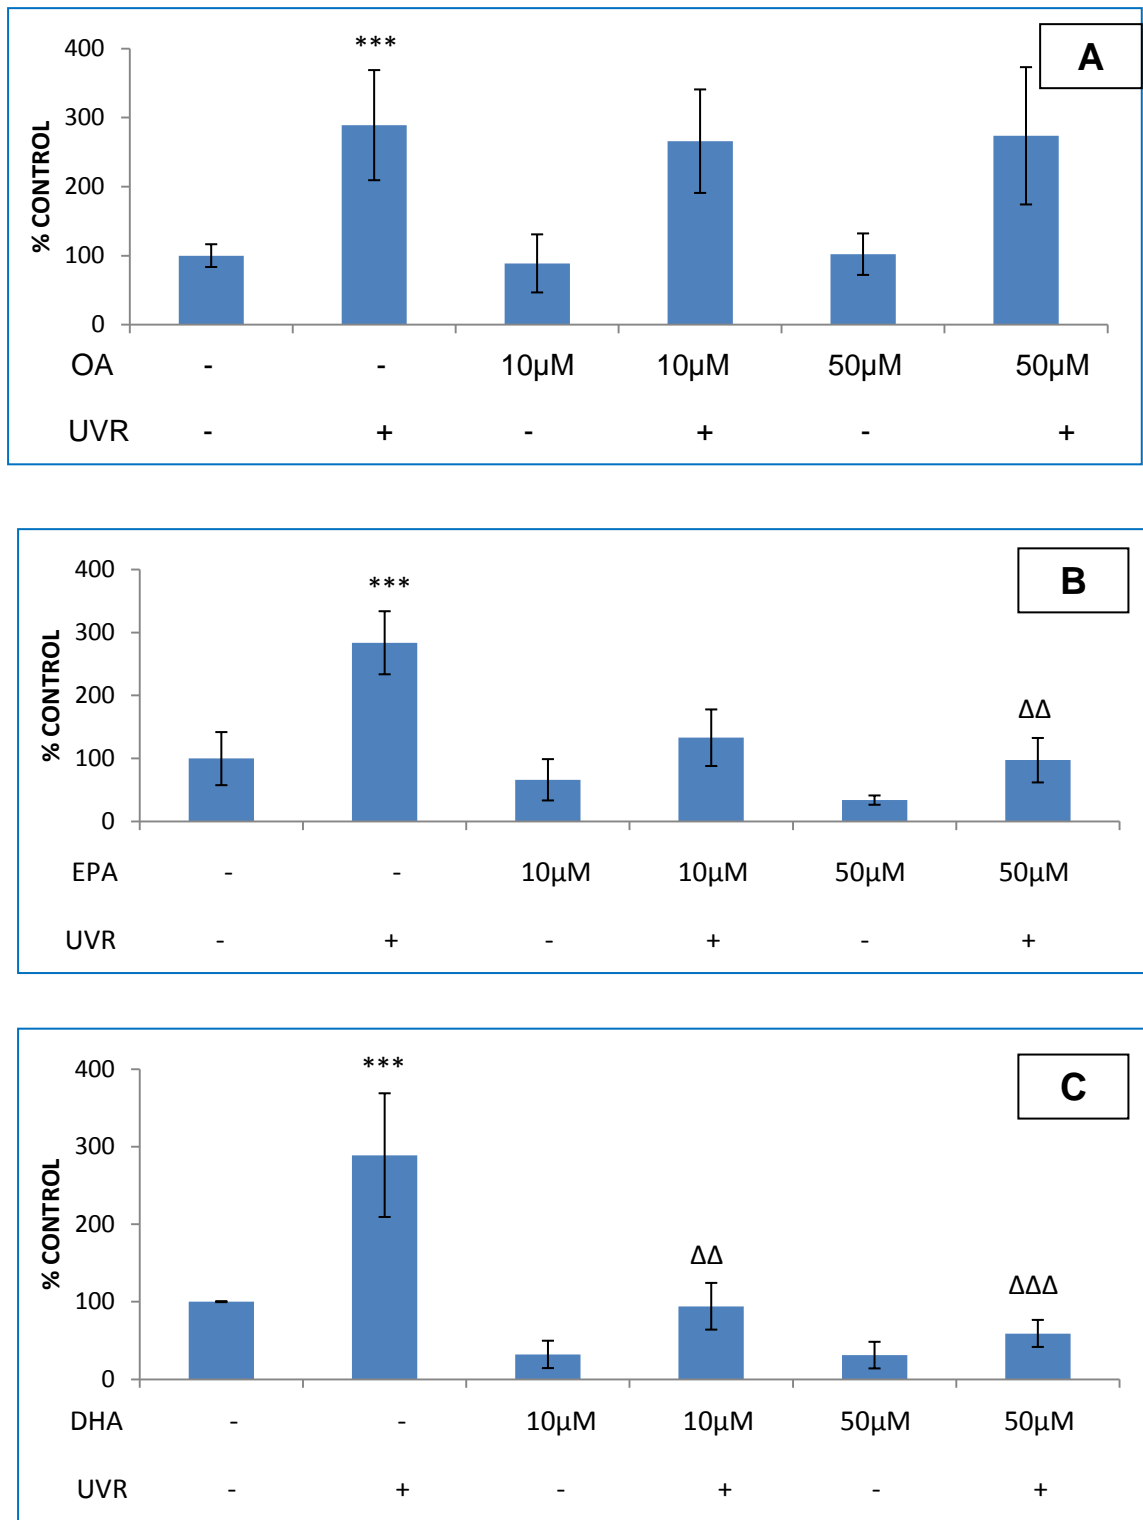 A
400
***
300
200
100
0
% CONTROL
OA - - 10µM 10µM 50µM 50µM
UVR - + - + - +
B
400
***
300
200
ΔΔ
100
0
% CONTROL
EPA - - 10µM 10µM 50µM 50µM
UVR - + - + - +
C
400
***
300
200
ΔΔ
ΔΔΔ
100
0
% CONTROL
DHA - - 10µM 10µM 50µM 50µM
UVR - + - + - +